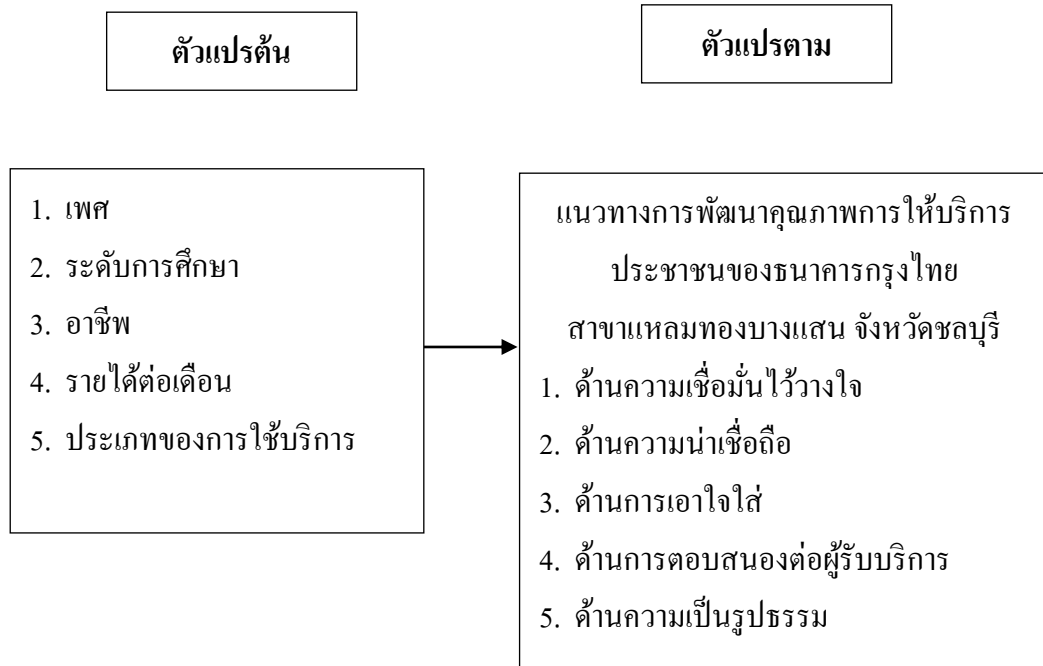 ตัวแปรต้น
ตัวแปรตาม
1. เพศ
2. ระดับการศึกษา
3. อาชีพ
4. รายได้ต่อเดือน
5. ประเภทของการใช้บริการ
แนวทางการพัฒนาคุณภาพการให้บริการ
ประชาชนของธนาคารกรุงไทย
สาขาแหลมทองบางแสน จังหวัดชลบุรี
1. ด้านความเชื่อมั่นไว้วางใจ
2. ด้านความน่าเชื่อถือ
3. ด้านการเอาใจใส่
4. ด้านการตอบสนองต่อผู้รับบริการ
5. ด้านความเป็นรูปธรรม